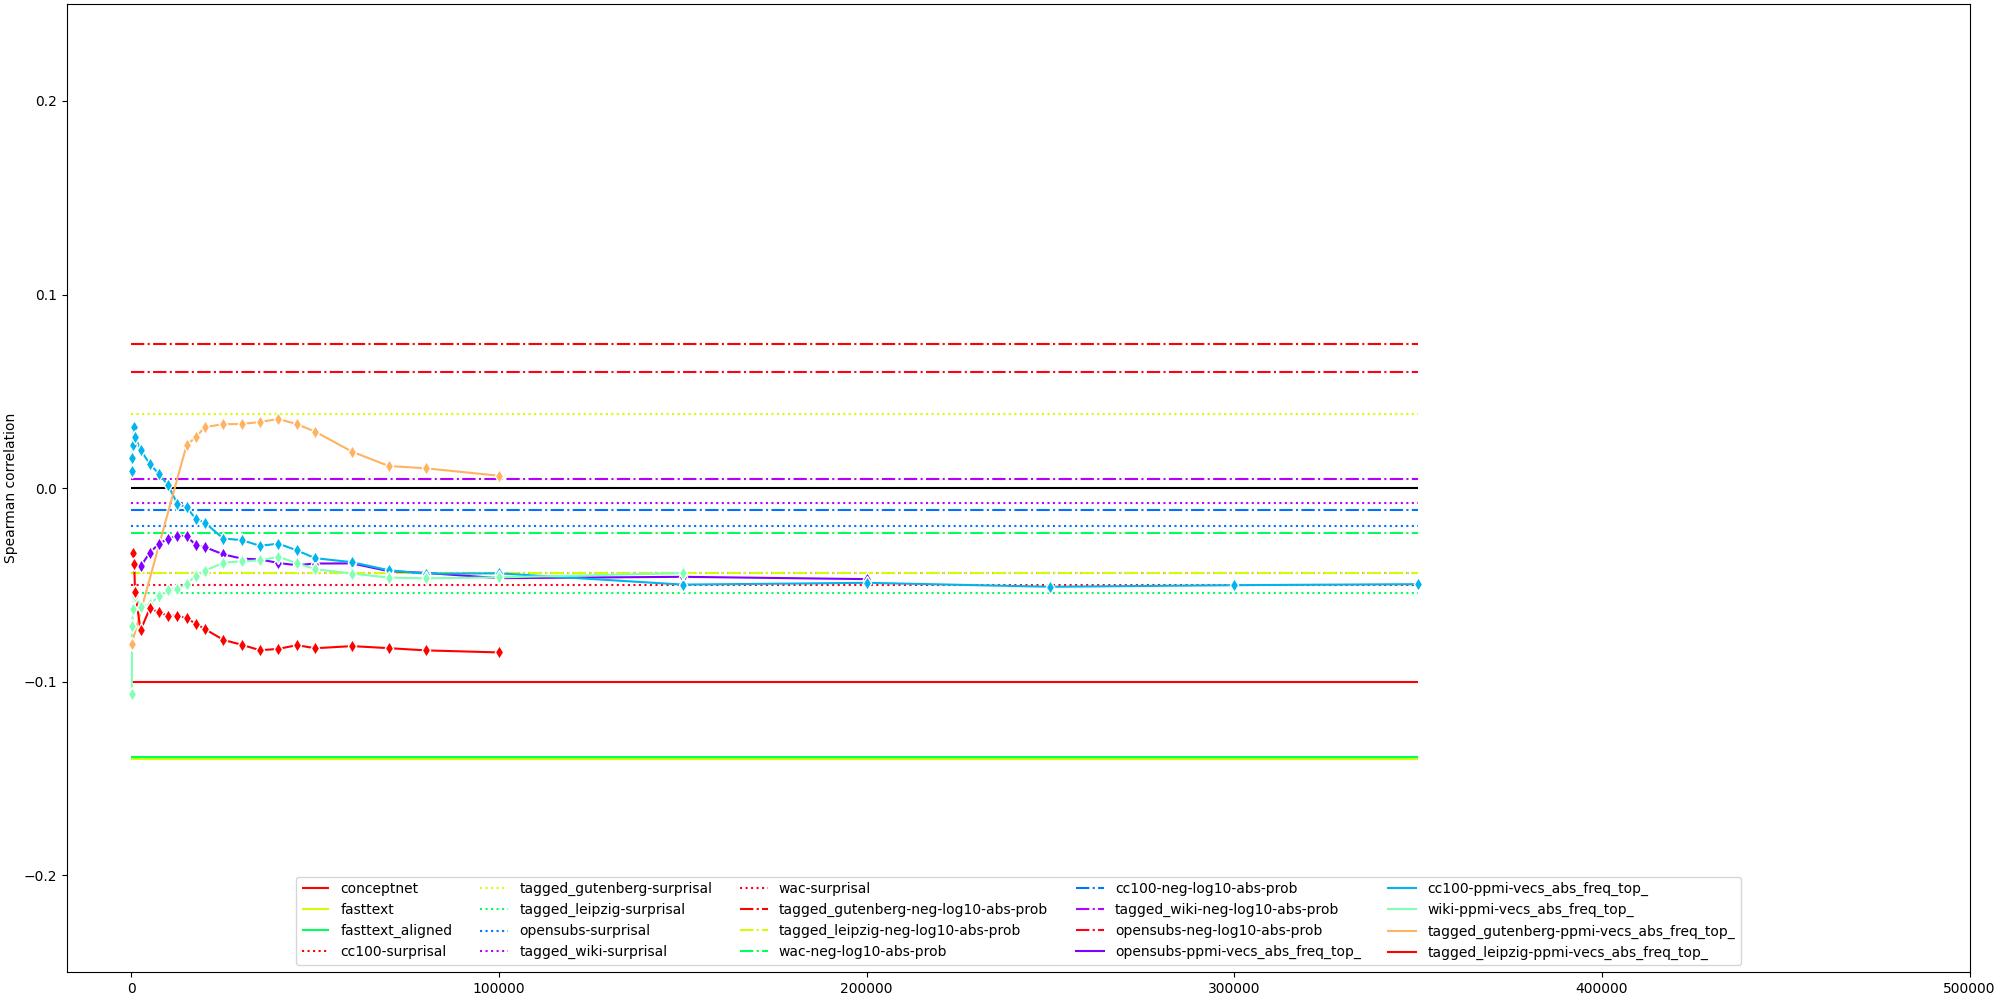 0.2
0.1
0.0
−0.1
−0.2
Spearman correlation
0
100000
200000
300000
400000
500000
conceptnet
fasttext
fasttext_aligned
cc100-surprisal
tagged_gutenberg-surprisal
tagged_leipzig-surprisal
opensubs-surprisal
tagged_wiki-surprisal
wac-surprisal
tagged_gutenberg-neg-log10-abs-prob
tagged_leipzig-neg-log10-abs-prob
wac-neg-log10-abs-prob
cc100-neg-log10-abs-prob
tagged_wiki-neg-log10-abs-prob
opensubs-neg-log10-abs-prob
opensubs-ppmi-vecs_abs_freq_top_
cc100-ppmi-vecs_abs_freq_top_
wiki-ppmi-vecs_abs_freq_top_
tagged_gutenberg-ppmi-vecs_abs_freq_top_
tagged_leipzig-ppmi-vecs_abs_freq_top_